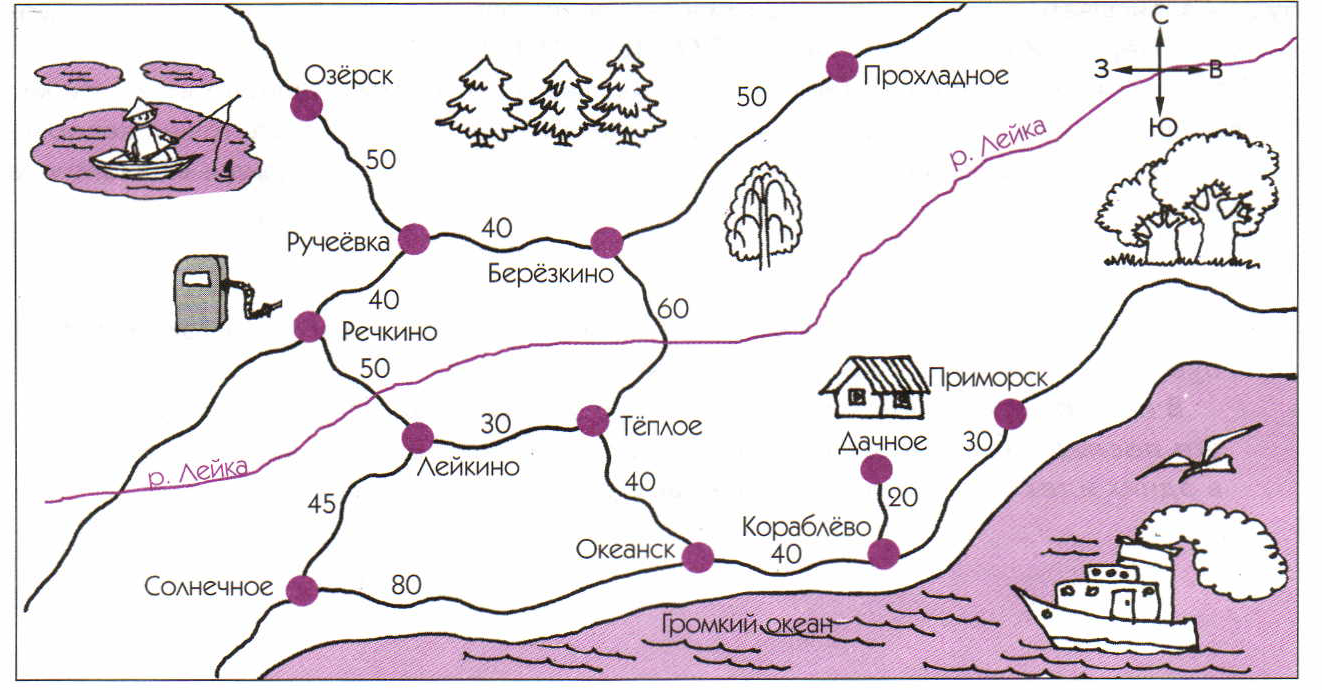 С
З
В
Ю
Озёрск
Прохладное
50
50
р. Лейка
Ручеёвка
40
Берёзкино
40
60
Речкино
50
Приморск
30
Тёплое
30
Дачное
Лейкино
р. Лейка
45
40
20
Кораблёво
Океанск
40
Солнечное
80
Громкий океан